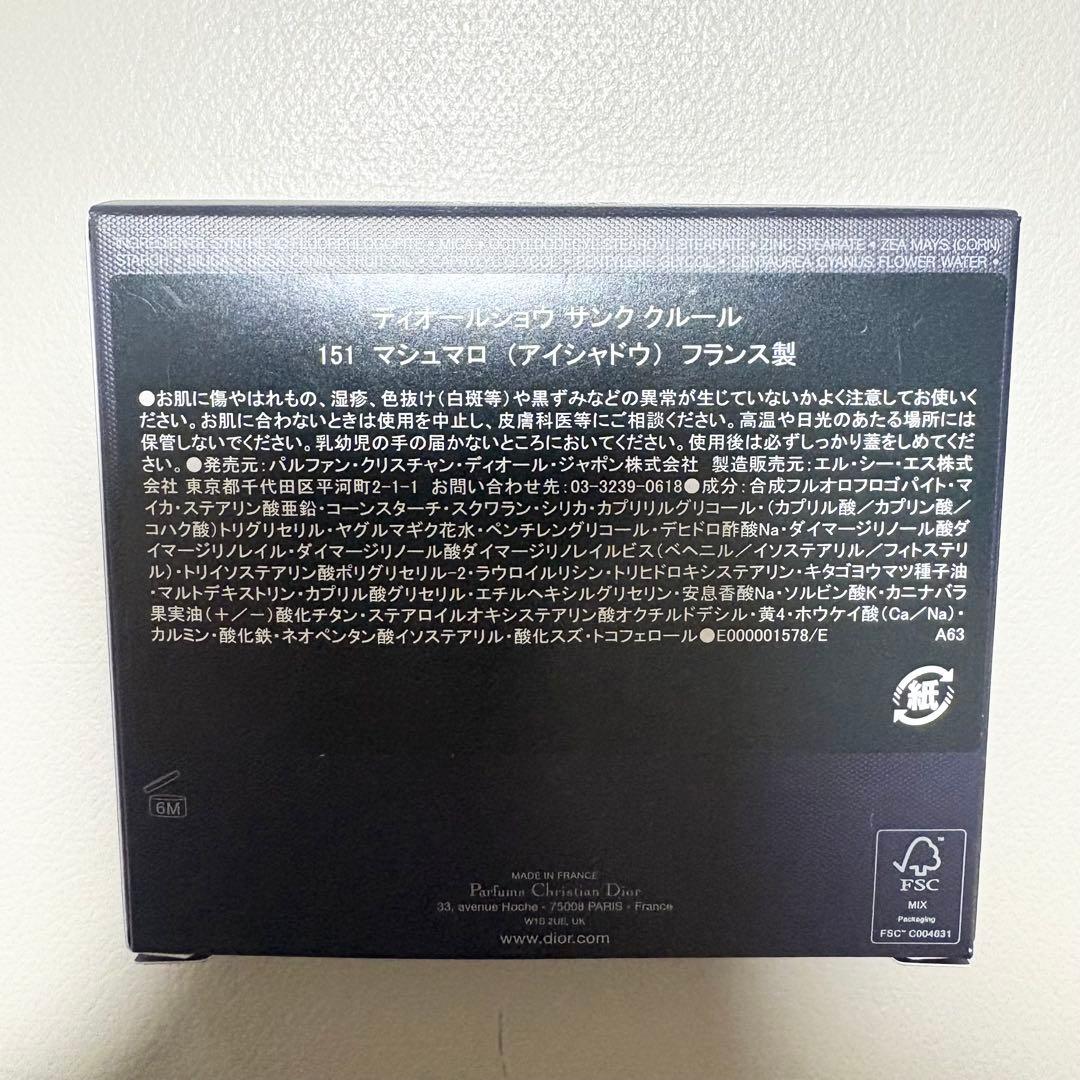 STEARATE • ZINC STEARATE • ZEA MAYS (CORN)
STARCH • SILICA • PENTYLENE GLYCOL • CENTAUREA CYANUS FLOWER WATER •
ディオールショウ サンク クルール
151 マシュマロ （アイシャドウ） フランス製
●お肌に傷やはれもの、湿疹、色抜け(白斑等)や黒ずみなどの異常が生じていないかよく注意してお使いく
ださい。お肌に合わないときは使用を中止し、皮膚科医等にご相談ください。高温や日光のあたる場所には
保管しないでください。乳幼児の手の届かないところにおいてください。使用後は必ずしっかり蓋をしめてくだ
さい。●発売元:パルファン・クリスチャン・ディオール・ジャポン株式会社 製造販売元:エル・シー・エス株式
会社 東京都千代田区平河町2-1-1 お問い合わせ先:03-3239-0618●成分:合成フルオロフロゴパイト・マ
イカ・ステアリン酸亜鉛・コーンスターチ・スクワラン・シリカ・カプリリルグリコール・(カプリル酸／カプリン酸／
コハク酸)トリグリセリル・ヤグルマギク花水・ペンチレングリコール・デヒドロ酢酸Na・ダイマージリノール酸ダ
イマージリノレイル・ダイマージリノール酸ダイマージリノレイルビス(ベヘニル／イソステアリル／フィトステリ
ル)・トリイソステアリン酸ポリグリセリル-2・ラウロイルリシン・トリヒドロキシステアリン・キタゴヨウマツ種子油
・マルトデキストリン・カプリル酸グリセリル・エチルヘキシルグリセリン・安息香酸Na・ソルビン酸K・カニナバラ
果実油(＋／－)酸化チタン・ステアロイルオキシステアリン酸オクチルドデシル・黄4・ホウケイ酸(Ca／Na)・
カルミン・酸化鉄・ネオペンタン酸イソステアリル・酸化スズ・トコフェロール●E000001578/E A63
紙
6M
MADE IN FRANCE
Parfums Christian Dior
33, avenue Hoche - 75008 PARIS - France
W1S 2UE, UK
www.dior.com
FSC™
MIX
Packaging
FSC™ C004631